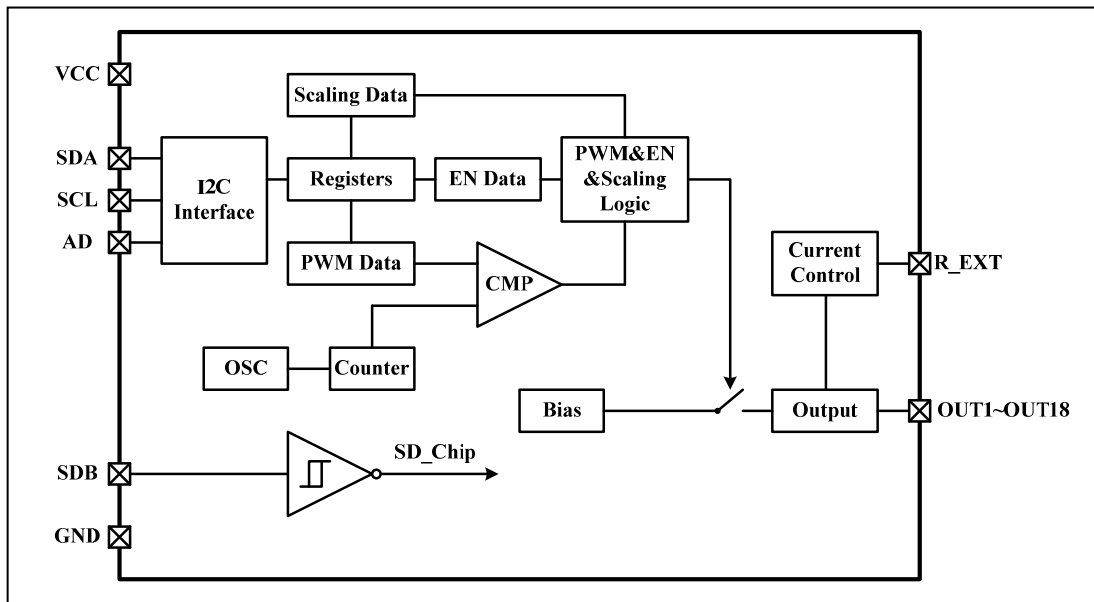 VCC
Scaling Data
SDA
SCL
AD
I2C
Interface
Registers
EN Data
PWM&EN
&Scaling
Logic
PWM Data
CMP
Current
Control
R_EXT
OSC
Counter
Bias
Output
OUT1~OUT18
SDB
SD_Chip
GND